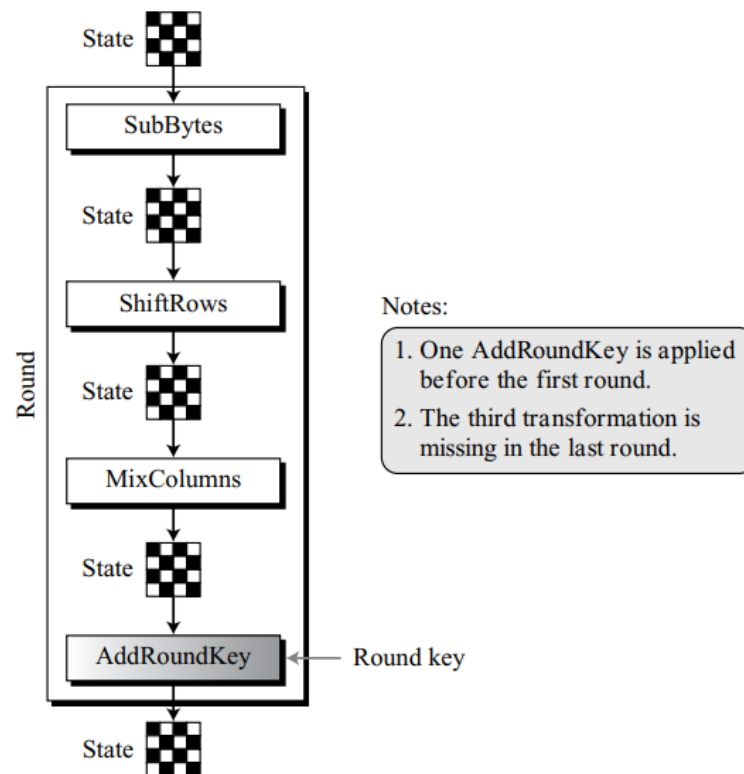 State
SubBytes
State
ShiftRows
State
MixColumns
State
AddRoundKey
Round key
State
Round
Notes:
1. One AddRoundKey is applied
before the first round.
2. The third transformation is
missing in the last round.